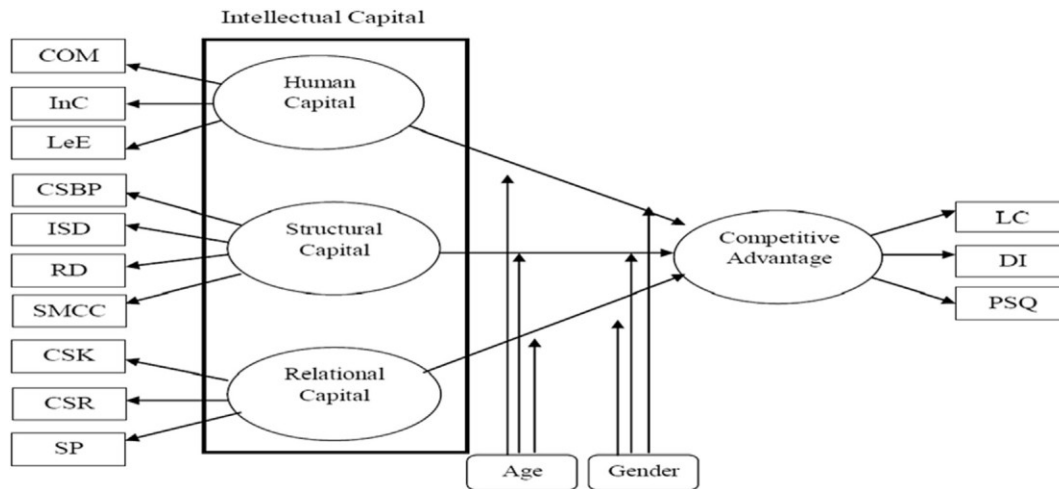 Intellectual Capital
COM
InC
LeE
CSBP
ISD
RD
SMCC
CSK
CSR
SP
Human
Capital
Structural
Capital
Relational
Capital
Competitive
Advantage
LC
DI
PSQ
Age
Gender